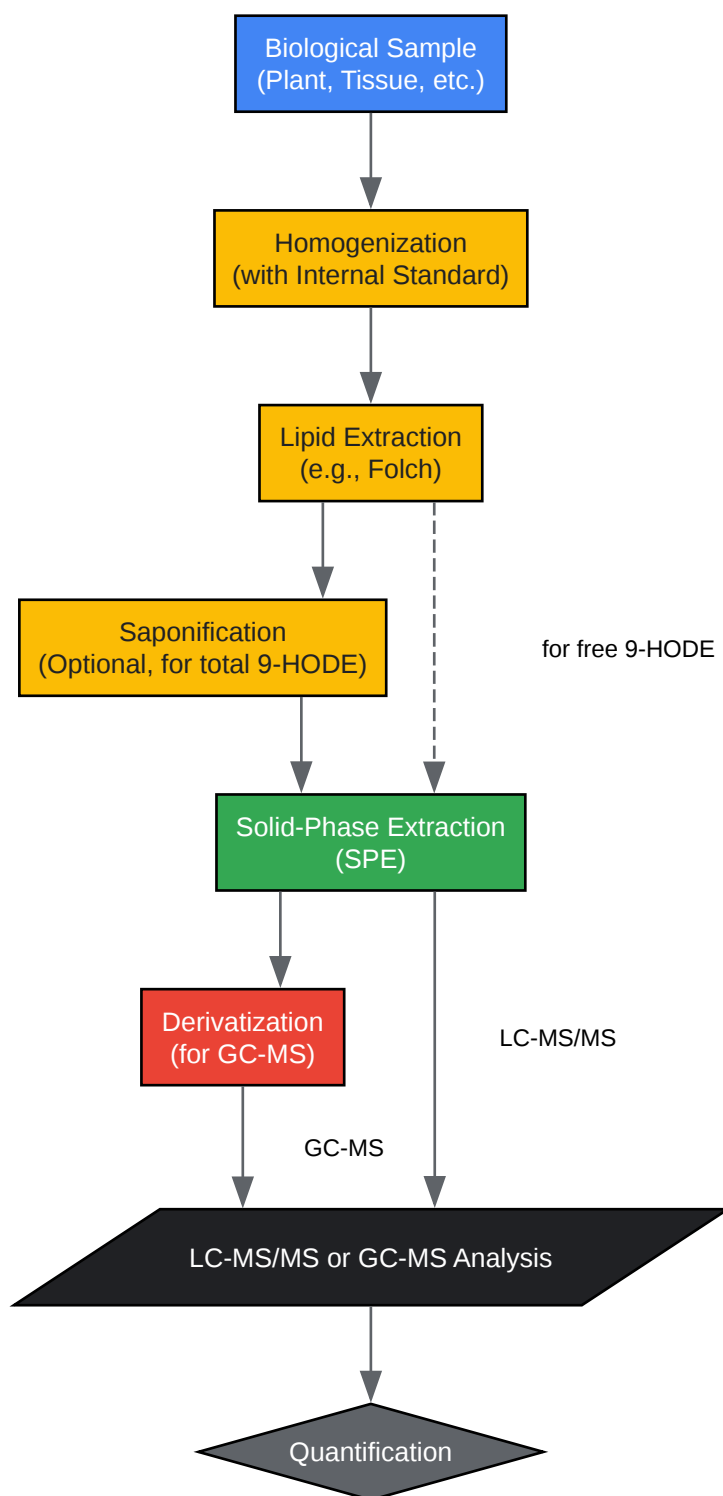 Biological Sample
(Plant, Tissue, etc.)
Homogenization
(with Internal Standard)
Lipid Extraction
(e.g., Folch)
Saponification
(Optional, for total 9-HODE)
for free 9-HODE
Solid-Phase Extraction
(SPE)
Derivatization
(for GC-MS)
LC-MS/MS
GC-MS
LC-MS/MS or GC-MS Analysis
Quantification